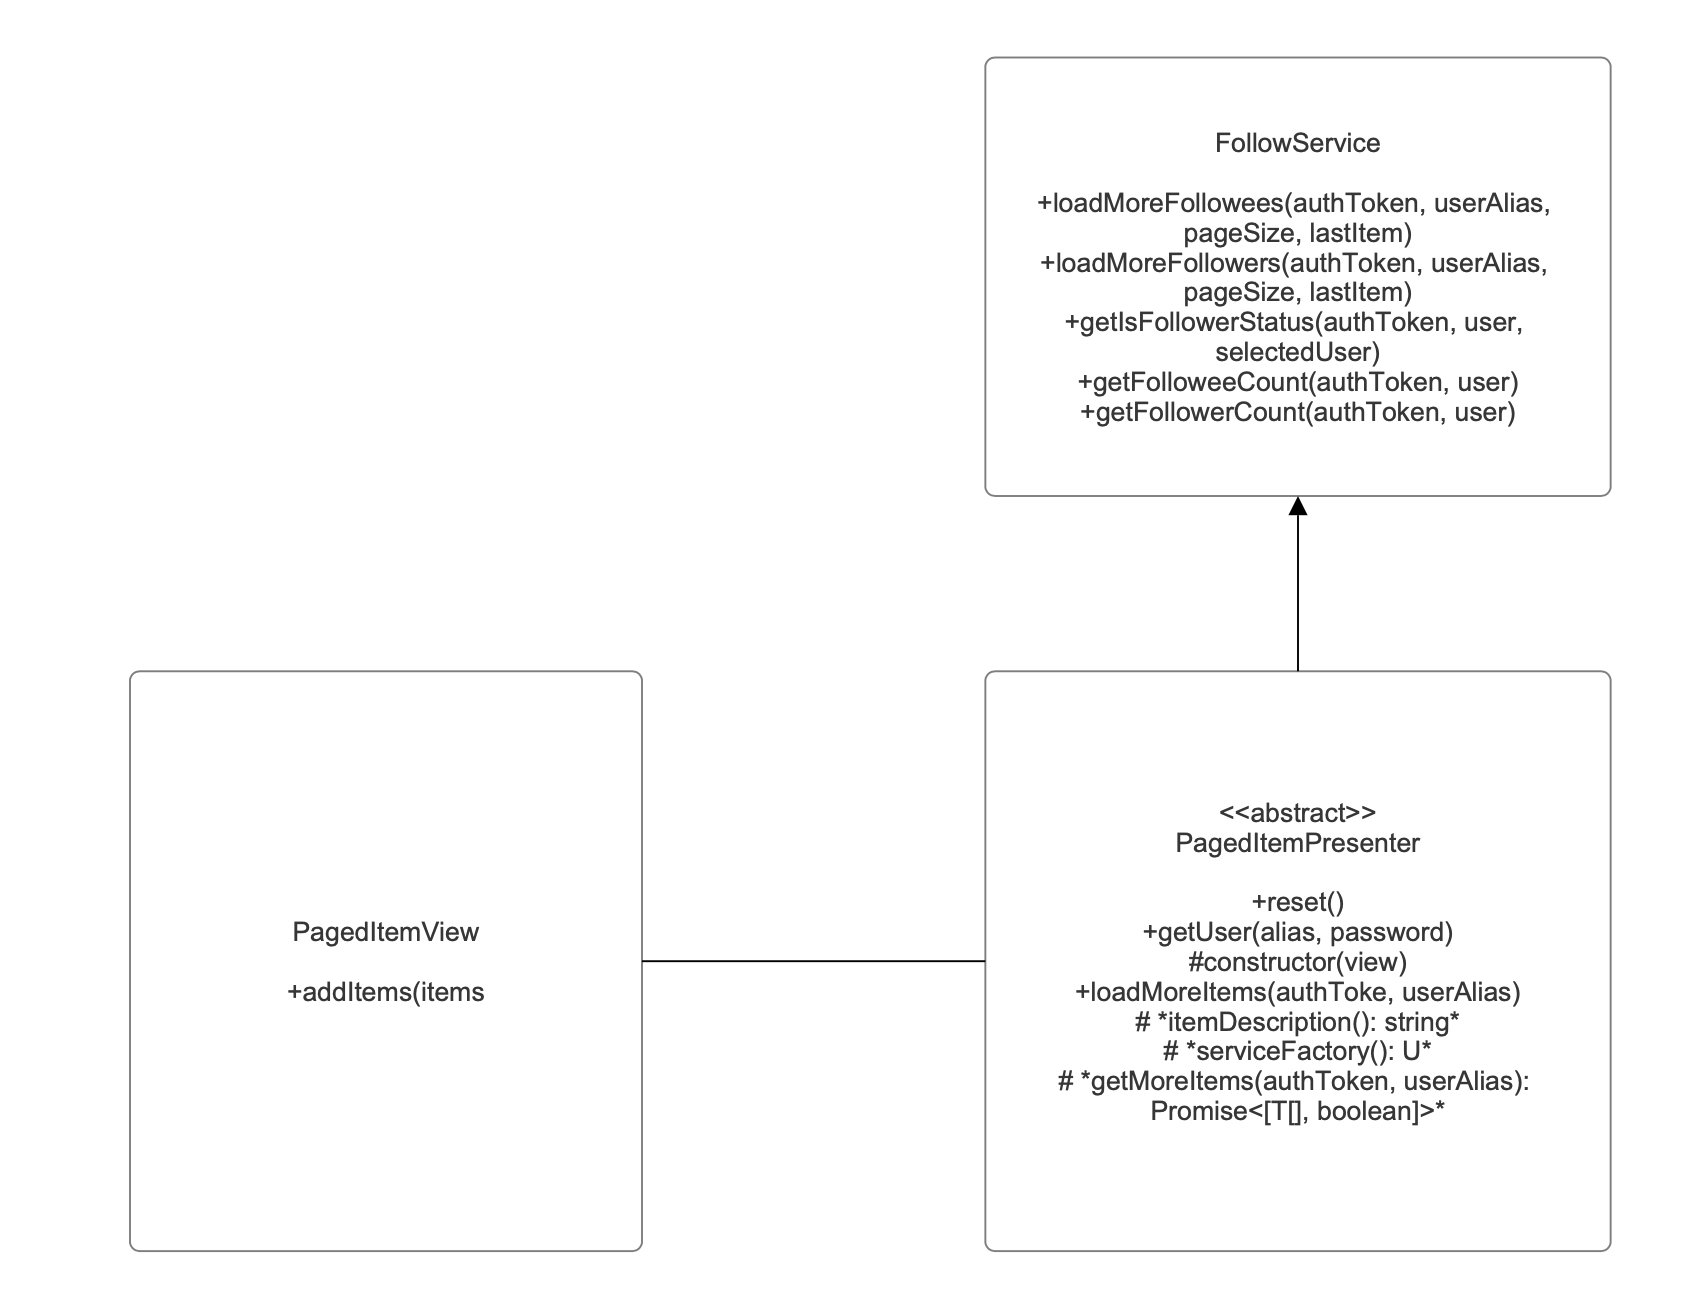 FollowService
+loadMoreFollowees(authToken, userAlias,
pageSize, lastItem)
+loadMoreFollowers(authToken, userAlias,
pageSize, lastItem)
+getIsFollowerStatus(authToken, user,
selectedUser)
+getFolloweeCount(authToken, user)
+getFollowerCount(authToken, user)
PagedItemView
+addItems(items
<<abstract>>
PagedItemPresenter
+reset()
+getUser(alias, password)
#constructor(view)
+loadMoreItems(authToke, userAlias)
# *itemDescription(): string*
# *serviceFactory(): U*
# *getMoreItems(authToken, userAlias):
Promise<[T[], boolean]>*